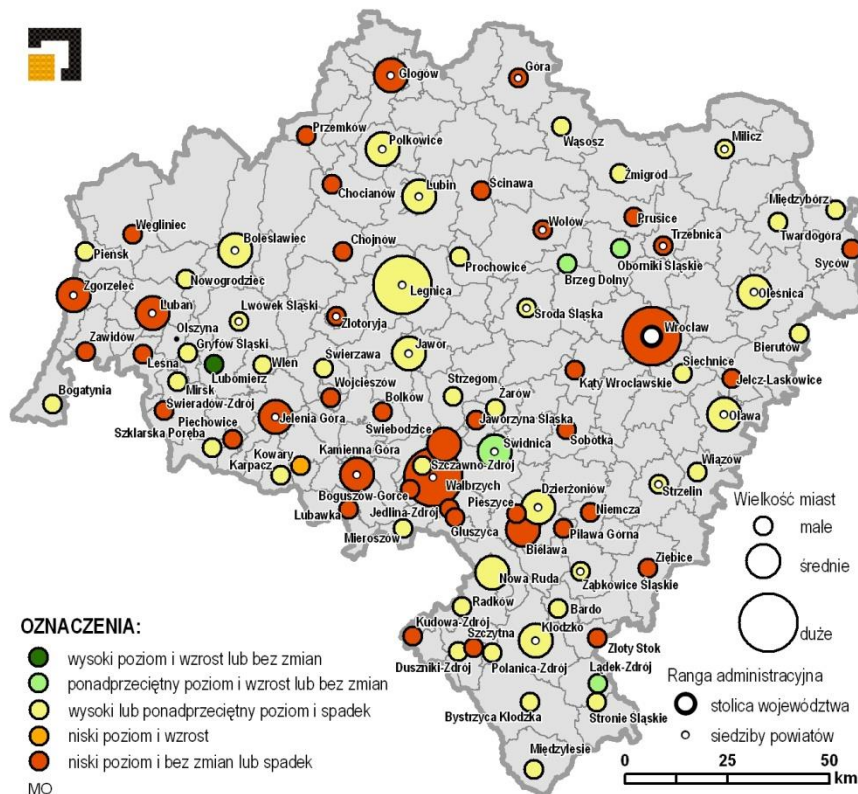 Głogów
Góra
Przemków
Polkowice
Wąsosz
Milicz
Żmigród
Chocianów
Lubin
Ścinawa
Międzybórz
Węgliniec
Wołów
Prusice
Twardogóra
Trzebnica
Bolesławiec
Chojnów
Pieńsk
Prochowice
Oborniki Śląskie
Syców
Brzeg Dolny
Nowogrodziec
Zgorzelec
Legnica
Oleśnica
Lubań
Lwówek Śląski
Złotoryja
Środa Śląska
Wrocław
Olszyna
Zawidów
Gryfów Śląski
Jawor
Bierutów
Leśna
Lubomierz
Wleń
Świerzawa
Siechnice
Mirsk
Wojcieszów
Strzegom
Kąty Wrocławskie
Jelcz-Laskowice
Bogatynia
Świeradów-Zdrój
Bolków
Żarów
Piechowice
Jelenia Góra
Jaworzyna Śląska
Oława
Szklarska Poręba
Świebodzice
Sobótka
Kowary
Kamienna Góra
Świdnica
Karpacz
Szczawno-Zdrój
Wiązów
Wałbrzych
Strzelin
Boguszów-Gorce
Dzierżoniów
Lubawka
Jedlina-Zdrój
Pieszyce
Niemcza
Głuszyca
Piława Górna
Mieroszów
Bielawa
Ziębice
Nowa Ruda
Ząbkowice Śląskie
Radków
Bardo
Kudowa-Zdrój
Kłodzko
Szczytna
Złoty Stok
Duszniki-Zdrój
Polanica-Zdrój
Lądek-Zdrój
Bystrzyca Kłodzka
Stronie Śląskie
Międzylesie
Wielkość miast
małe
średnie
duże
Ranga administracyjna
stolica województwa
siedziby powiatów
0 25 50
km
OZNACZENIA:
wysoki poziom i wzrost lub bez zmian
ponadprzeciętny poziom i wzrost lub bez zmian
wysoki lub ponadprzeciętny poziom i spadek
niski poziom i wzrost
niski poziom i bez zmian lub spadek
MO